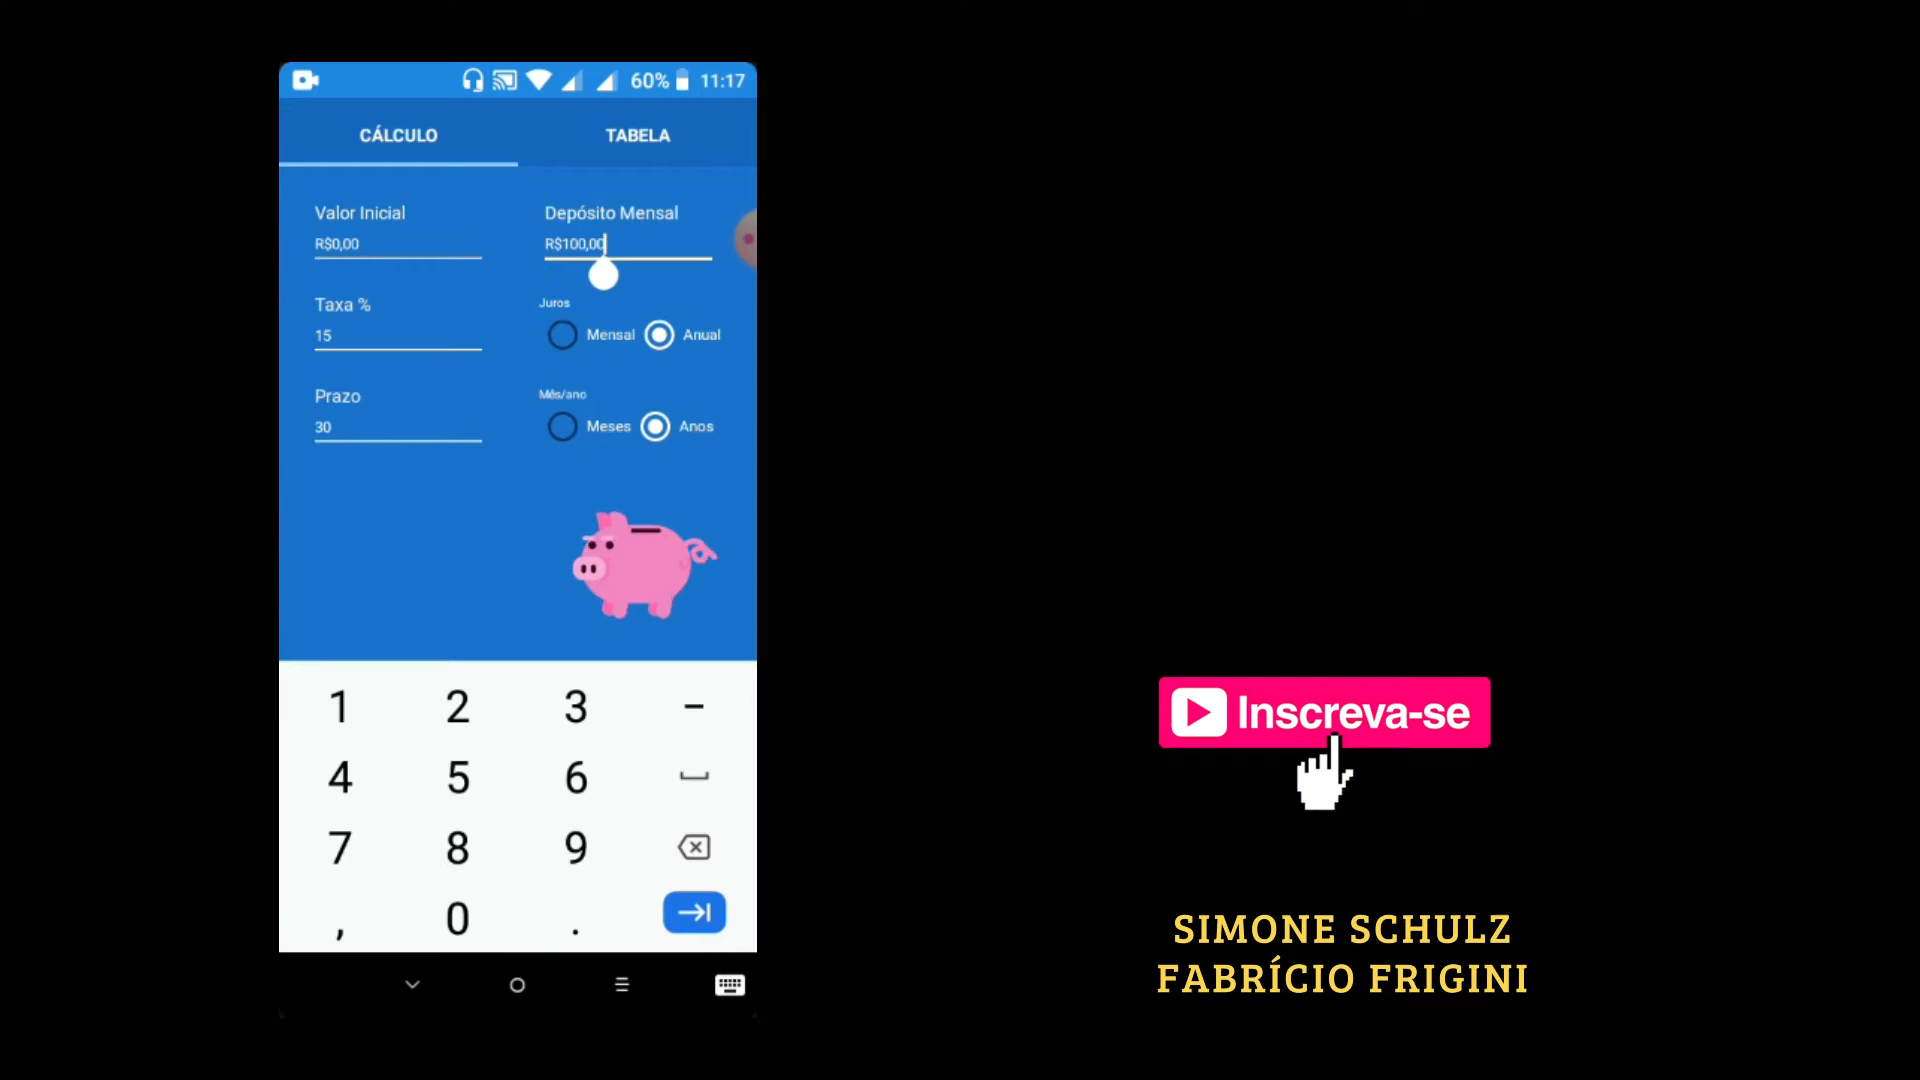 60% 11:17
CÁLCULO TABELA
Valor Inicial Depósito Mensal
R$0,00 R$100,00
Taxa % Juros
15 Mensal Anual
Prazo Mês/ano
30 Meses Anos
1 2 3 -
4 5 6
7 8 9
, 0 .
Inscreva-se
SIMONE SCHULZ
FABRÍCIO FRIGINI